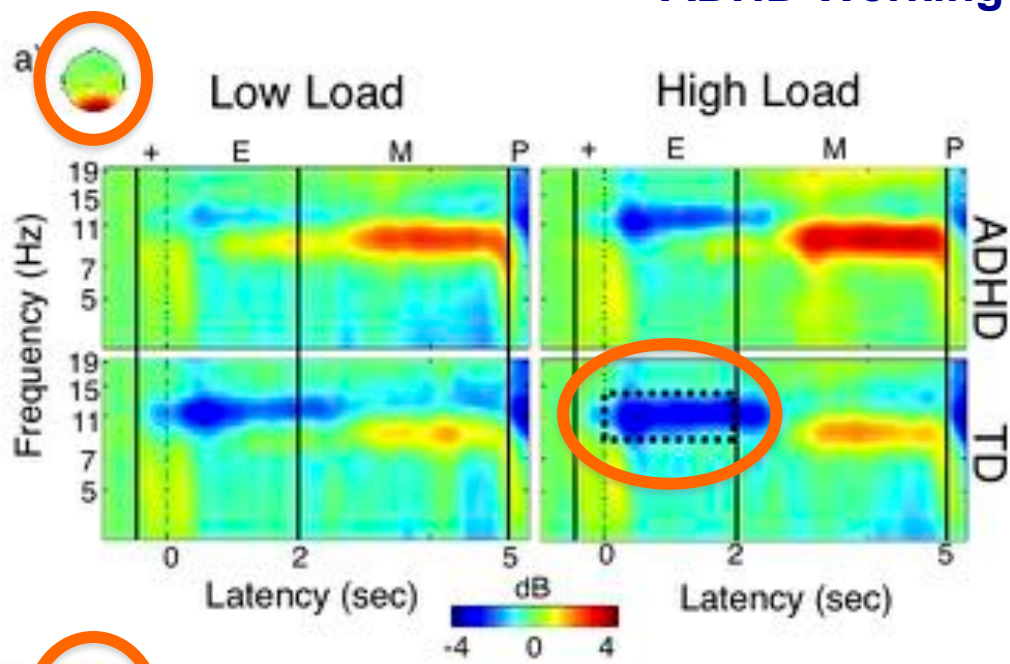 ADHD Working
a)
Low Load
High Load
+ E M P
+ E M P
19
15
11
7
5
ADHD
Frequency (Hz)
19
15
11
7
5
TD
0 2 5
0 2 5
Latency (sec)
dB
Latency (sec)
-4 0 4